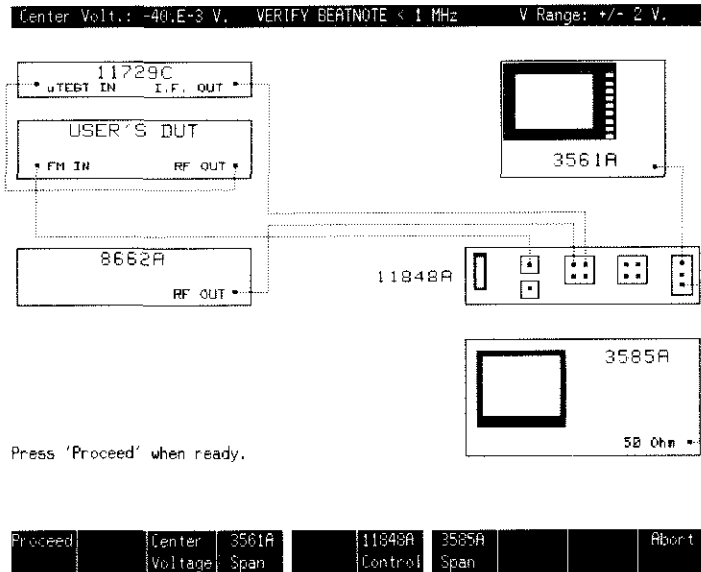 Center Volt.: -40.E-3 V. VERIFY BEATNOTE < 1 MHz V Range: +/- 2 V.
11729C
uTEST IN I.F. OUT
USER'S DUT
FM IN RF OUT
3561A
8662A
RF OUT
11848A
3585A
50 Ohm
Press 'Proceed' when ready.
Proceed Center 3561A 11848A 3585A Abort
Voltage Span Control Span